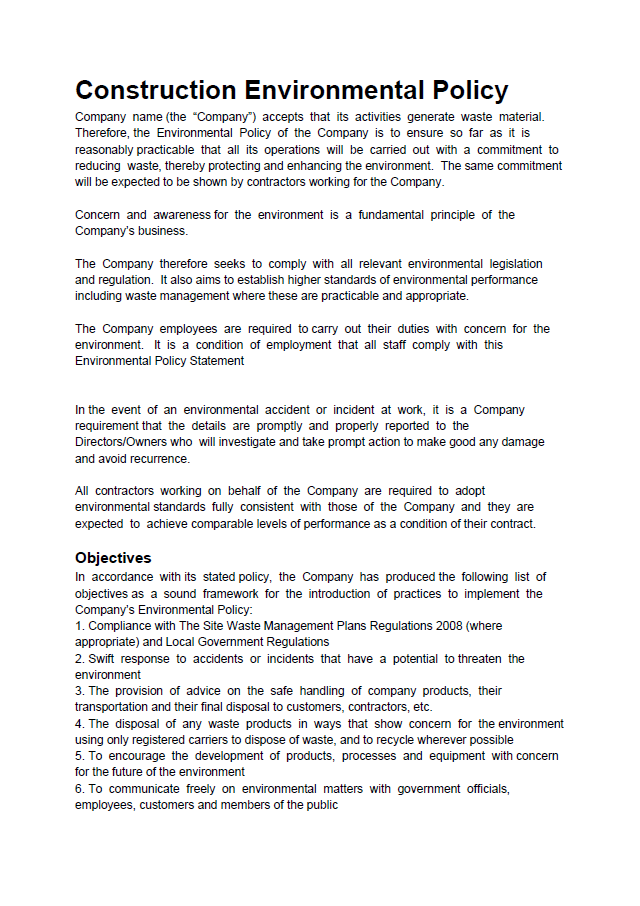 Construction Environmental Policy
Company name (the “Company”) accepts that its activities generate waste material.
Therefore, the Environmental Policy of the Company is to ensure so far as it is
reasonably practicable that all its operations will be carried out with a commitment to
reducing waste, thereby protecting and enhancing the environment. The same commitment
will be expected to be shown by contractors working for the Company.
Concern and awareness for the environment is a fundamental principle of the
Company’s business.
The Company therefore seeks to comply with all relevant environmental legislation
and regulation. It also aims to establish higher standards of environmental performance
including waste management where these are practicable and appropriate.
The Company employees are required to carry out their duties with concern for the
environment. It is a condition of employment that all staff comply with this
Environmental Policy Statement
In the event of an environmental accident or incident at work, it is a Company
requirement that the details are promptly and properly reported to the
Directors/Owners who will investigate and take prompt action to make good any damage
and avoid recurrence.
All contractors working on behalf of the Company are required to adopt
environmental standards fully consistent with those of the Company and they are
expected to achieve comparable levels of performance as a condition of their contract.
Objectives
In accordance with its stated policy, the Company has produced the following list of
objectives as a sound framework for the introduction of practices to implement the
Company’s Environmental Policy:
1. Compliance with The Site Waste Management Plans Regulations 2008 (where
appropriate) and Local Government Regulations
2. Swift response to accidents or incidents that have a potential to threaten the
environment
3. The provision of advice on the safe handling of company products, their
transportation and their final disposal to customers, contractors, etc.
4. The disposal of any waste products in ways that show concern for the environment
using only registered carriers to dispose of waste, and to recycle wherever possible
5. To encourage the development of products, processes and equipment with concern
for the future of the environment
6. To communicate freely on environmental matters with government officials,
employees, customers and members of the public